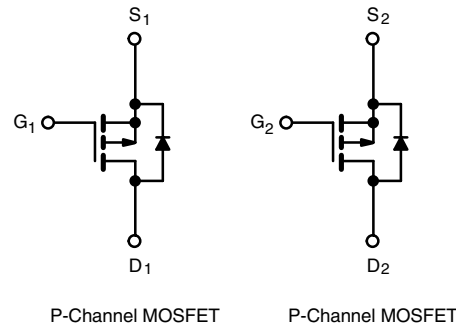 S1 S2
G1 G2
D1 D2
P-Channel MOSFET P-Channel MOSFET